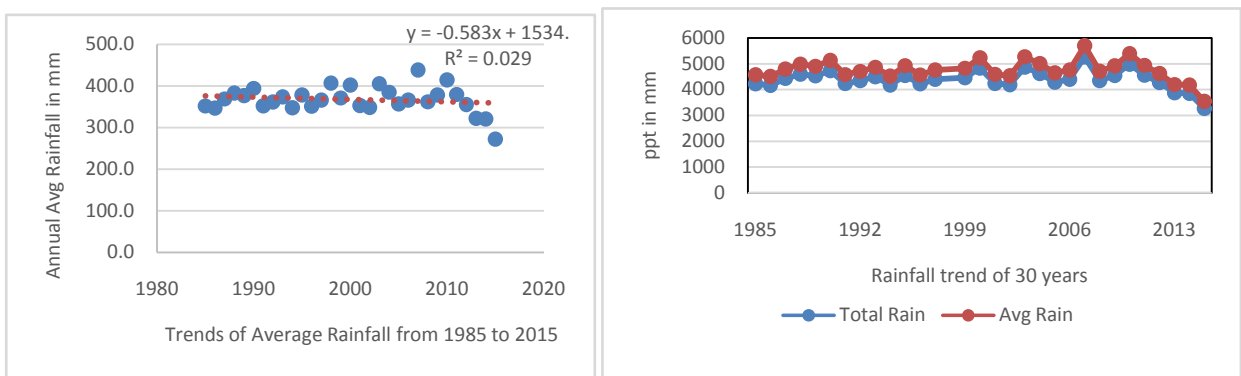 y = -0.583x + 1534.
R² = 0.029
Annual Avg Rainfall in mm
500.0
400.0
300.0
200.0
100.0
0.0
1980 1990 2000 2010 2020
Trends of Average Rainfall from 1985 to 2015
ppt in mm
6000
5000
4000
3000
2000
1000
0
1985 1992 1999 2006 2013
Rainfall trend of 30 years
Total Rain Avg Rain